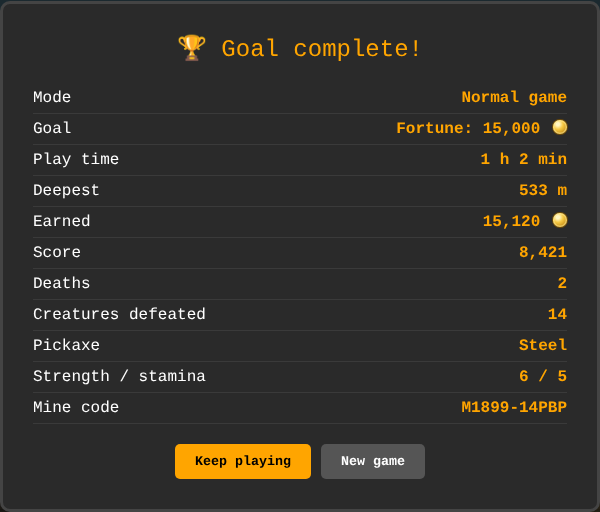 Goal complete!
Mode Normal game
Goal Fortune: 15,000
Play time 1 h 2 min
Deepest 533 m
Earned 15,120
Score 8,421
Deaths 2
Creatures defeated 14
Pickaxe Steel
Strength / stamina 6 / 5
Mine code M1899-14PBP
Keep playing New game